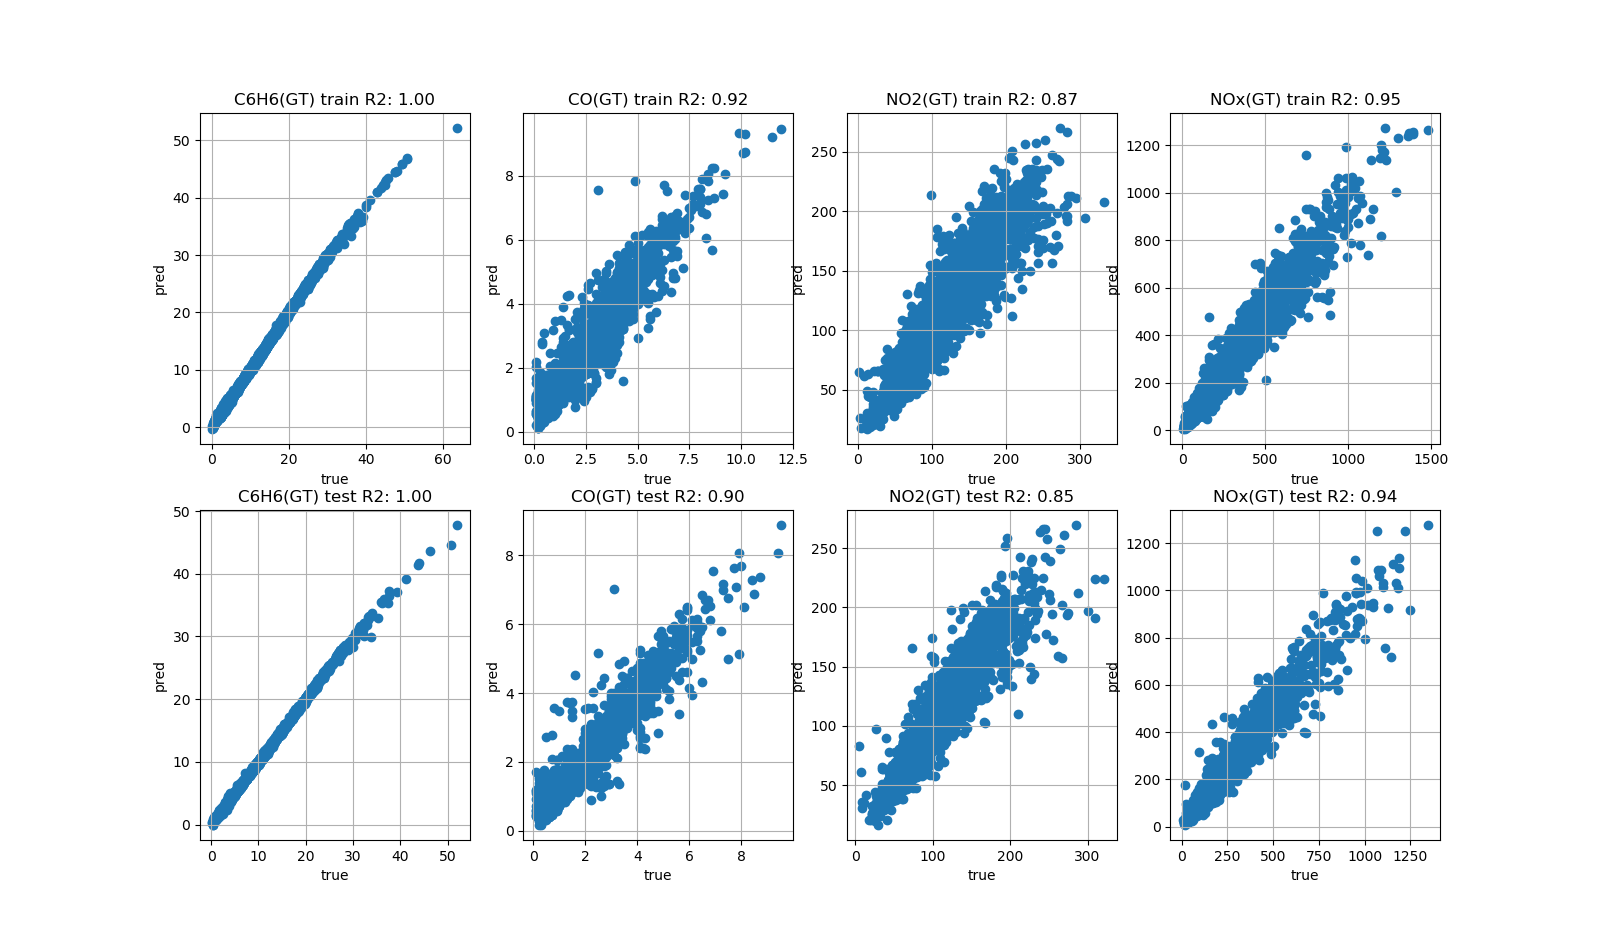 C6H6(GT) train R2: 1.00
50
40
30
20
10
0
pred
0 20 40 60
true
CO(GT) train R2: 0.92
8
6
4
2
0
pred
0.0 2.5 5.0 7.5 10.0 12.5
true
NO2(GT) train R2: 0.87
250
200
150
100
50
pred
0 100 200 300
true
NOx(GT) train R2: 0.95
1200
1000
800
600
400
200
0
pred
0 500 1000 1500
true
C6H6(GT) test R2: 1.00
50
40
30
20
10
0
pred
0 10 20 30 40 50
true
CO(GT) test R2: 0.90
8
6
4
2
0
pred
0 2 4 6 8
true
NO2(GT) test R2: 0.85
250
200
150
100
50
pred
0 100 200 300
true
NOx(GT) test R2: 0.94
1200
1000
800
600
400
200
0
pred
0 250 500 750 1000 1250
true